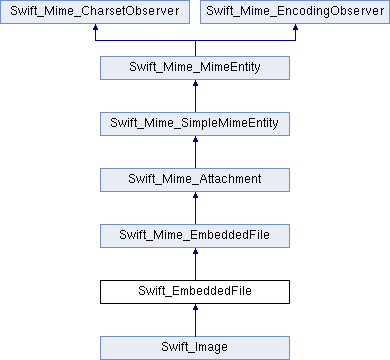 Swift_Mime_CharsetObserver
Swift_Mime_EncodingObserver
Swift_Mime_MimeEntity
Swift_Mime_SimpleMimeEntity
Swift_Mime_Attachment
Swift_Mime_EmbeddedFile
Swift_EmbeddedFile
Swift_Image